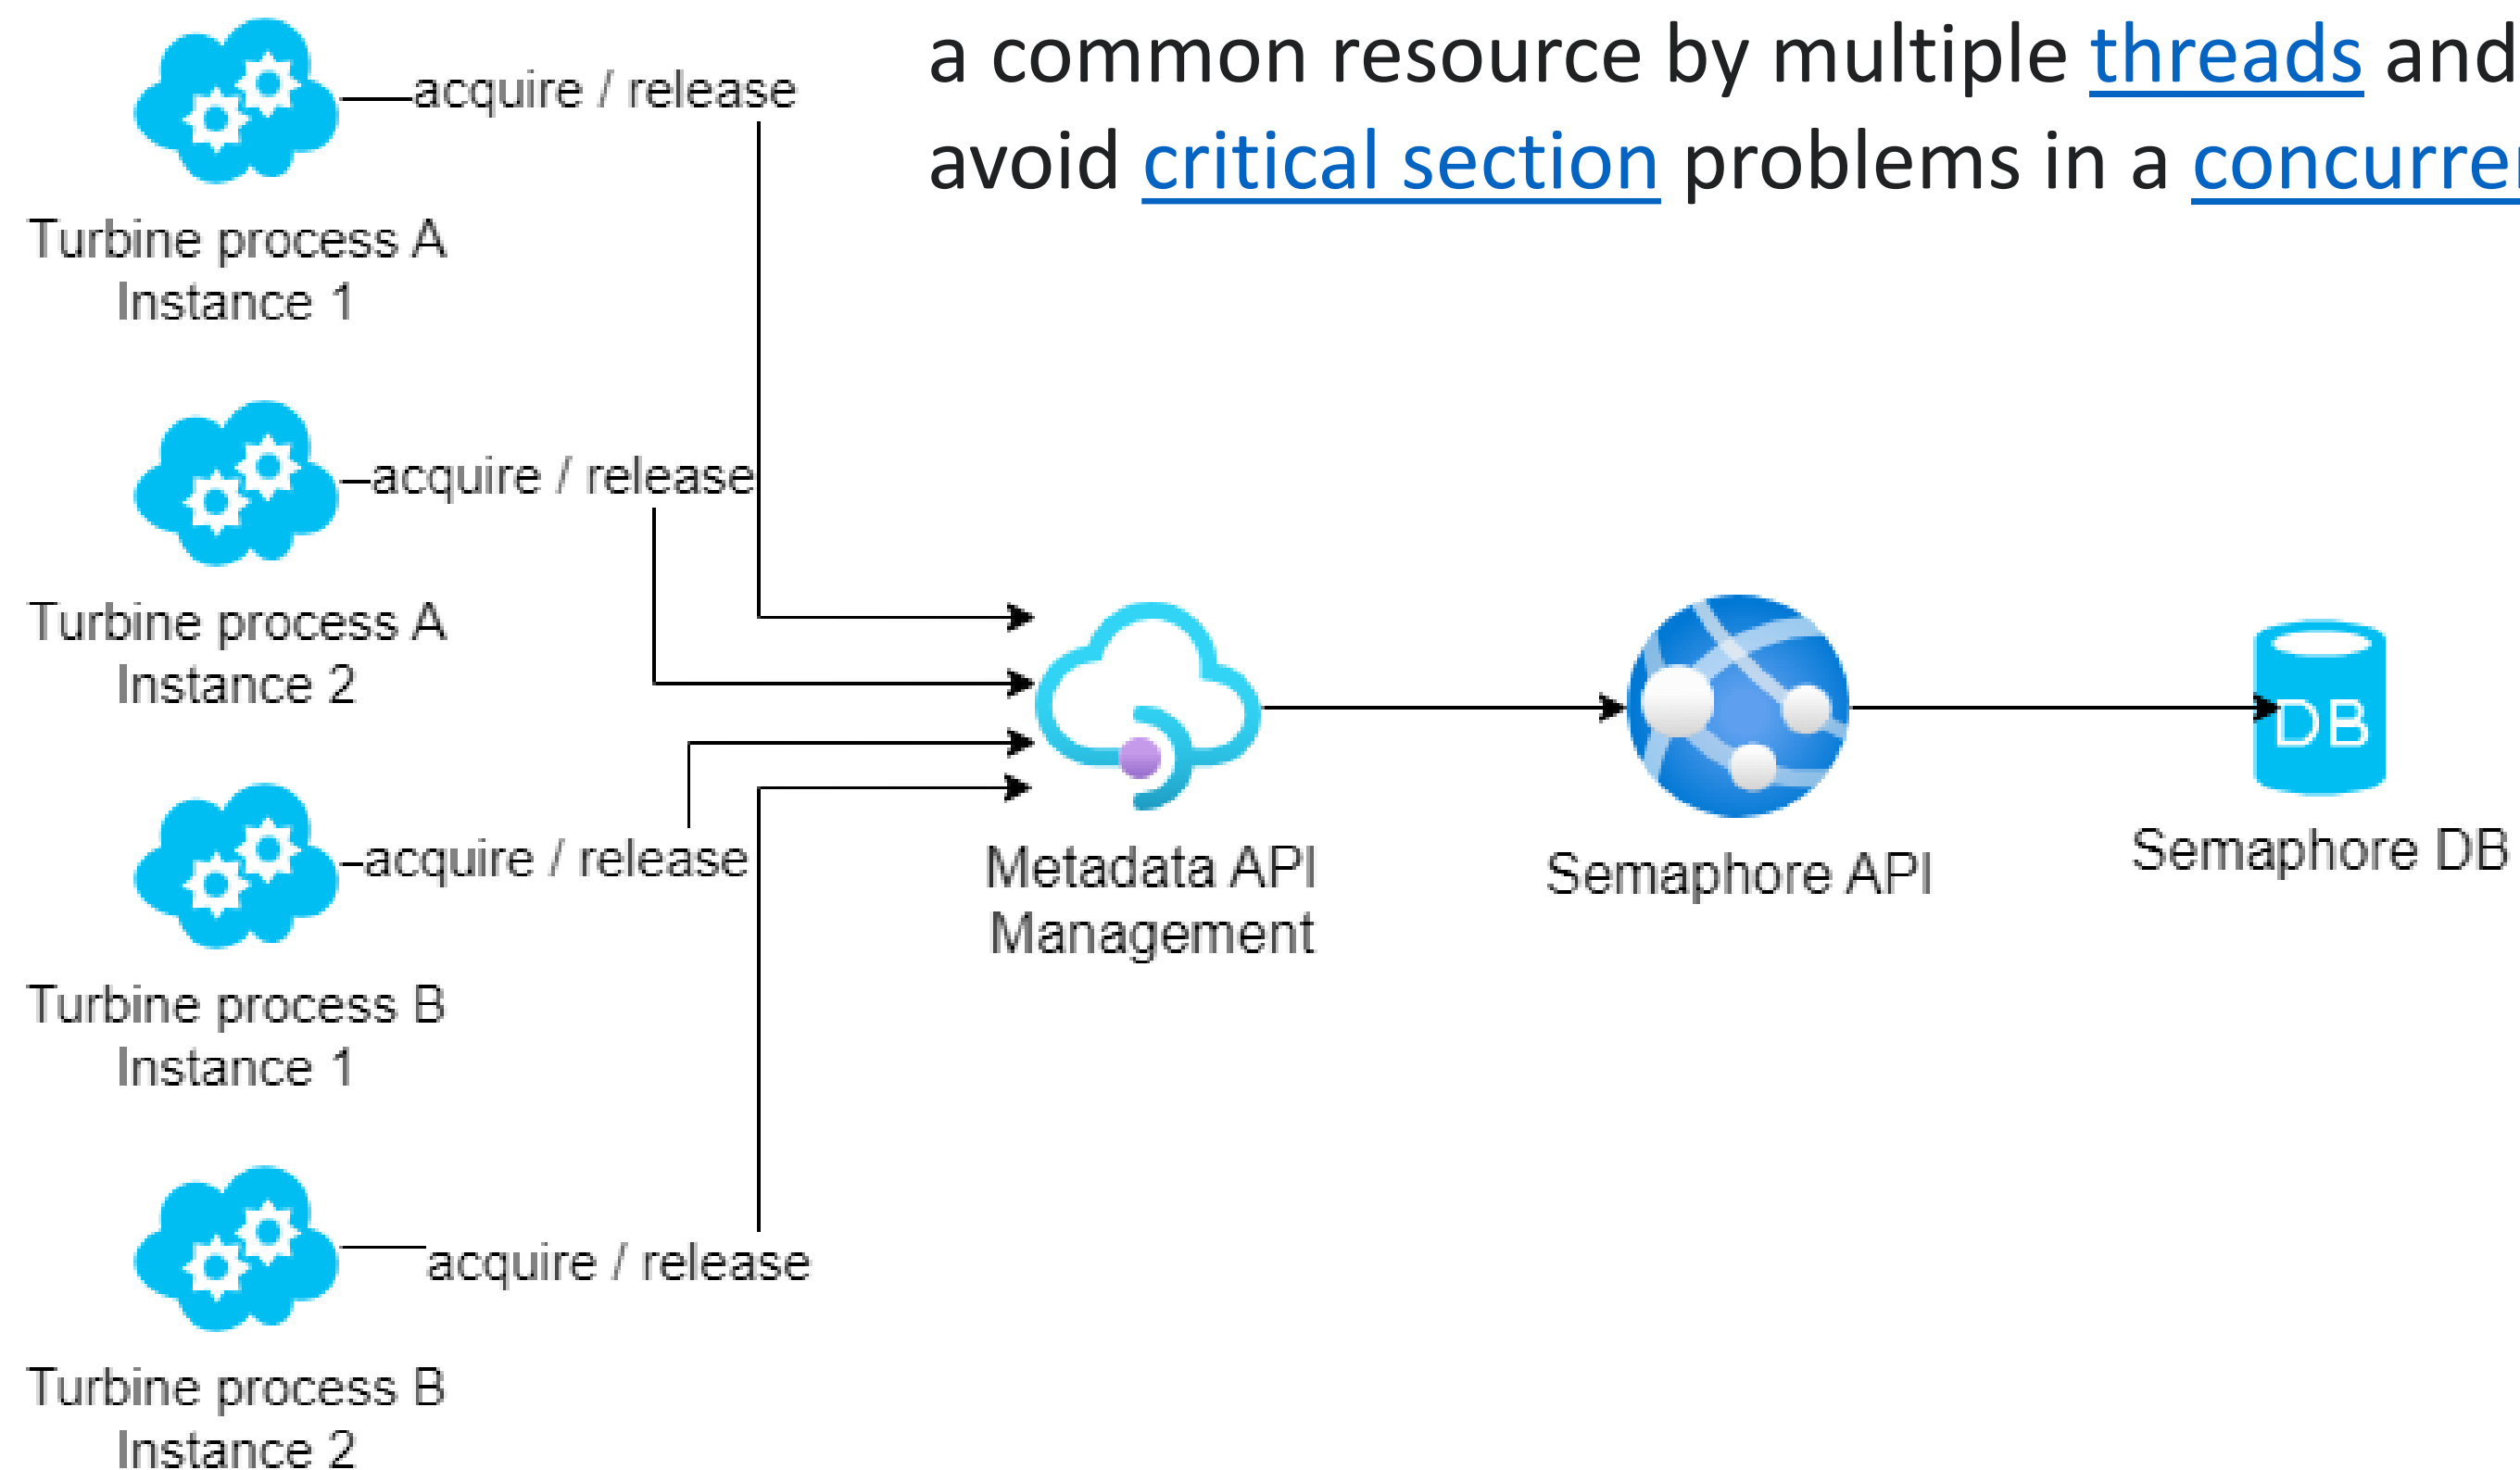 a common resource by multiple threads and
avoid critical section problems in a
acquire / release
Turbine process A
Instance 1
acquire / release
Turbine process A
Instance 2
acquire / release
Turbine process B
Instance 1
acquire / release
Turbine process B
Instance 2
Metadata API
Management
Semaphore API
DB
Semaphore DB